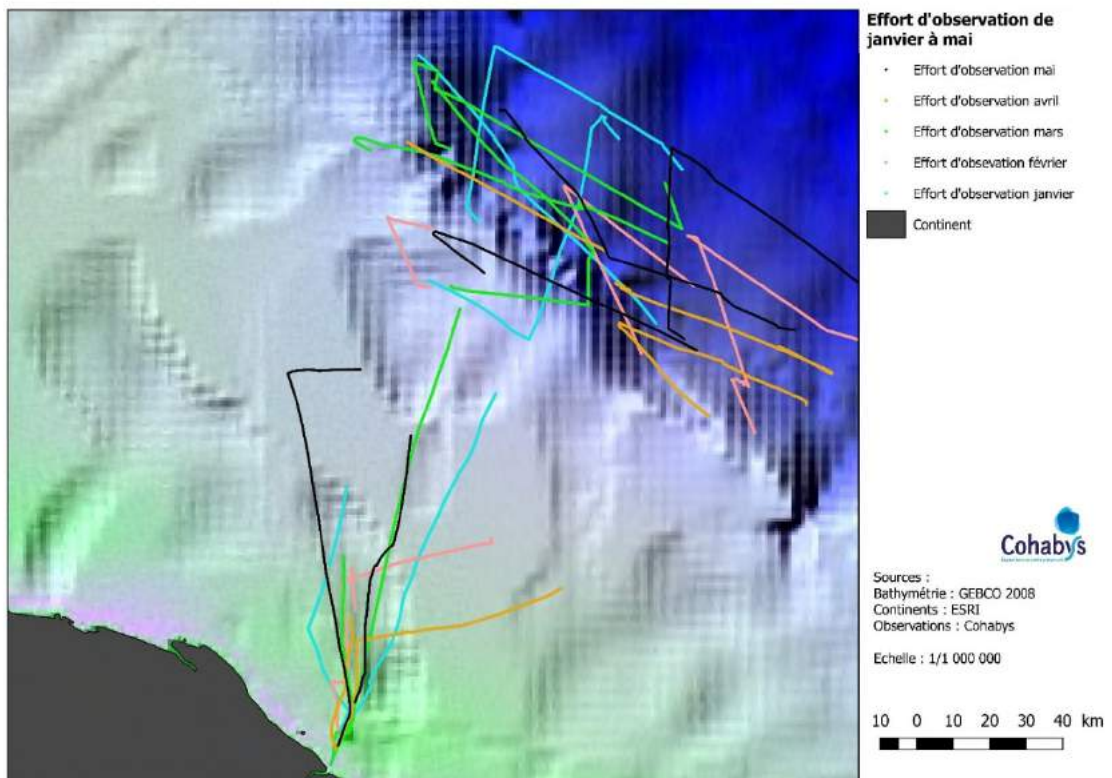 Effort d'observation de
janvier à mai
Effort d'observation mai
Effort d'observation avril
Effort d'observation mars
Effort d'obsevation février
Effort d'observation janvier
Continent
Cohabys
Sources :
Bathymétrie : GEBCO 2008
Continents : ESRI
Observations : Cohabys
Echelle : 1/1 000 000
10 0 10 20 30 40 km